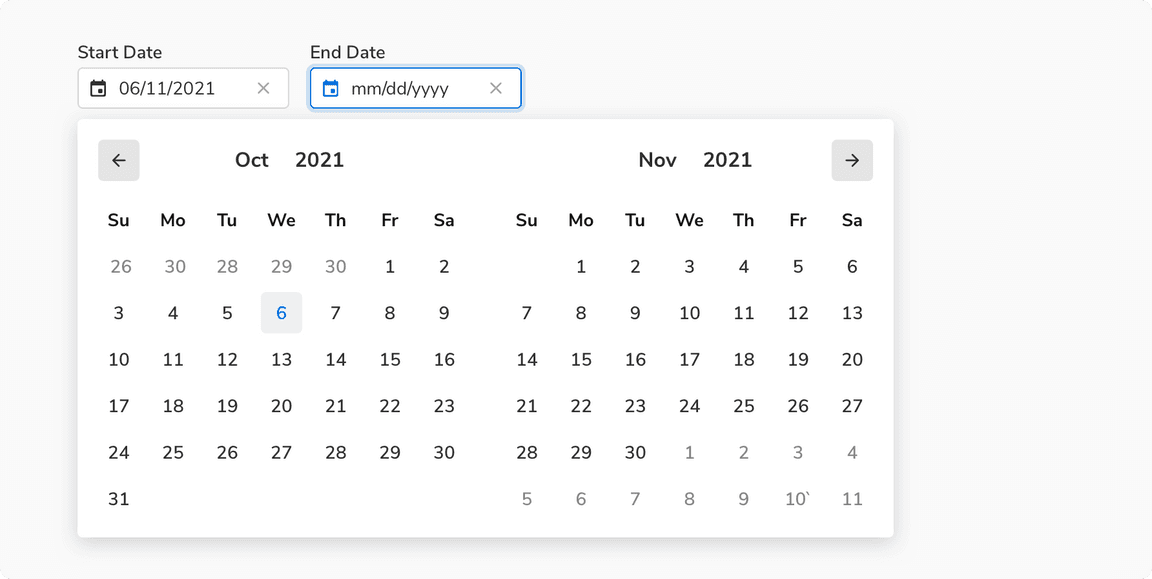 Start Date End Date
06/11/2021 mm/dd/yyyy
Oct 2021 Nov 2021
Su Mo Tu We Th Fr Sa Su Mo Tu We Th Fr Sa
26 30 28 29 30 1 2 1 2 3 4 5 6
3 4 5 6 7 8 9 7 8 9 10 11 12 13
10 11 12 13 14 15 16 14 15 16 17 18 19 20
17 18 19 20 21 22 23 21 22 23 24 25 26 27
24 25 26 27 28 29 30 28 29 30 1 2 3 4
31 5 6 7 8 9 10` 11